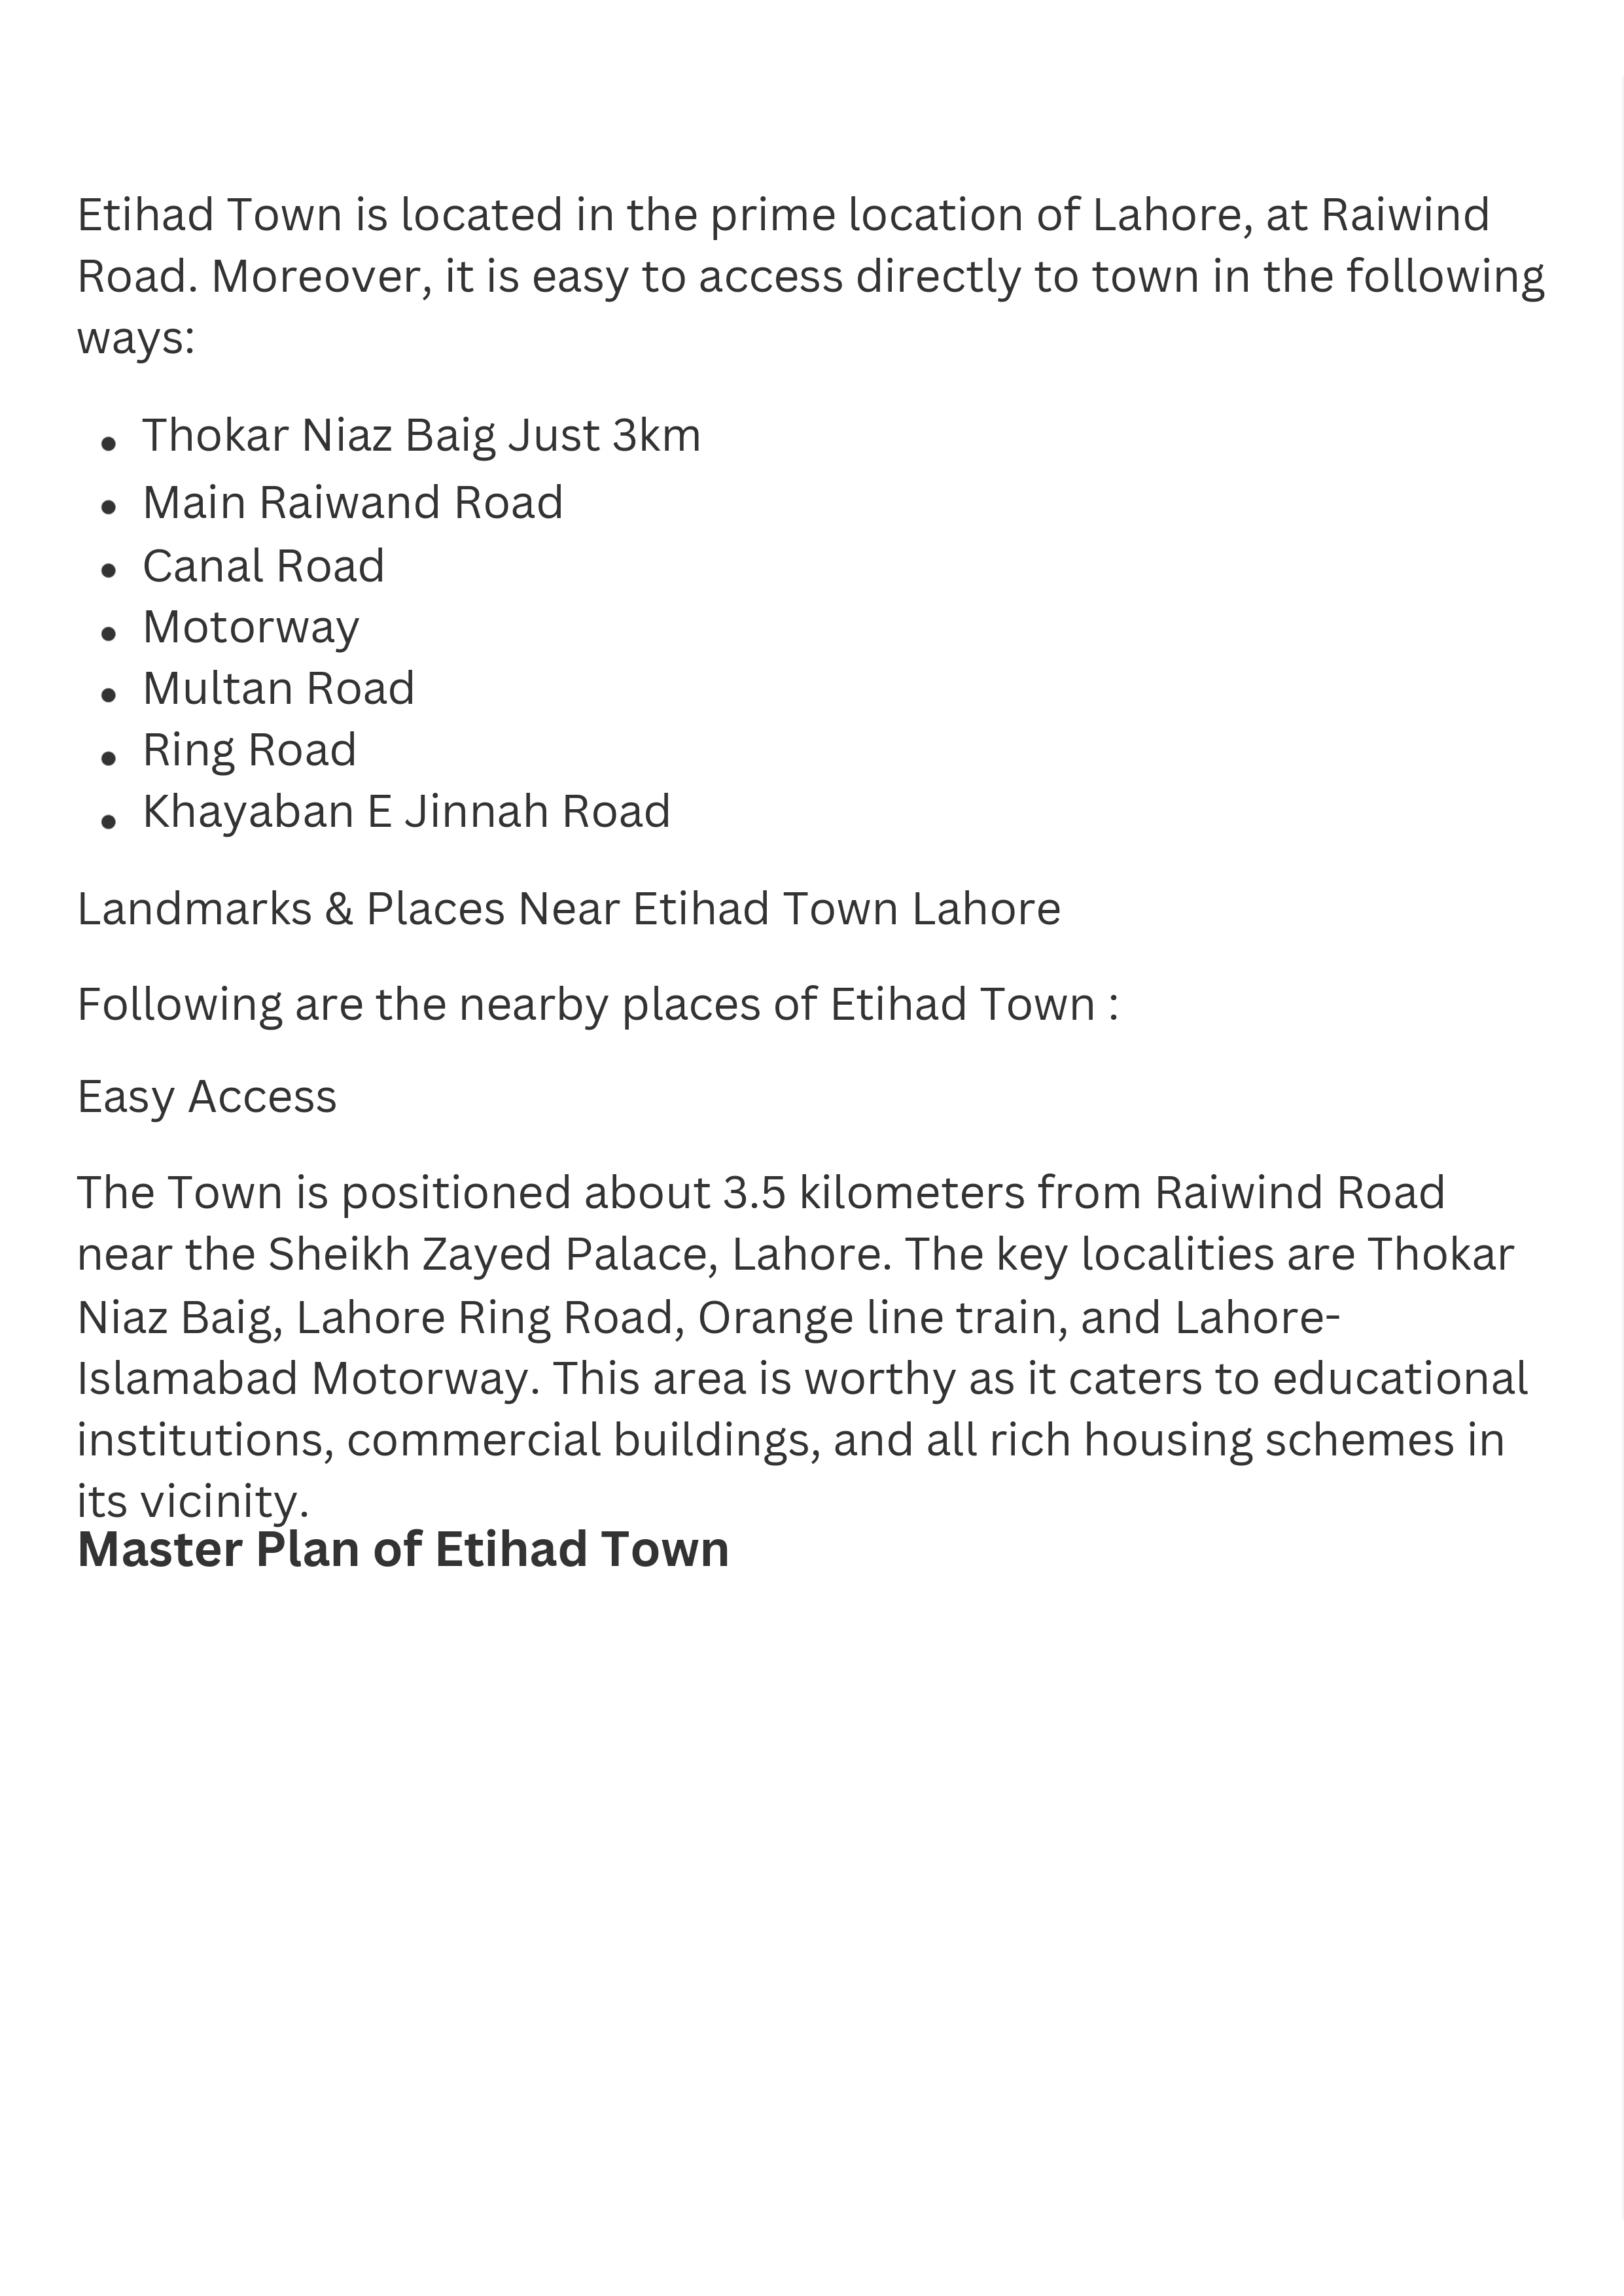 Etihad Town is located in the prime location of Lahore, at Raiwind
Road. Moreover, it is easy to access directly to town in the following
ways:
• Thokar Niaz Baig Just 3km
• Main Raiwand Road
• Canal Road
• Motorway
• Multan Road
• Ring Road
• Khayaban E Jinnah Road
Landmarks & Places Near Etihad Town Lahore
Following are the nearby places of Etihad Town :
Easy Access
The Town is positioned about 3.5 kilometers from Raiwind Road
near the Sheikh Zayed Palace, Lahore. The key localities are Thokar
Niaz Baig, Lahore Ring Road, Orange line train, and Lahore-
Islamabad Motorway. This area is worthy as it caters to educational
institutions, commercial buildings, and all rich housing schemes in
its vicinity.
Master Plan of Etihad Town